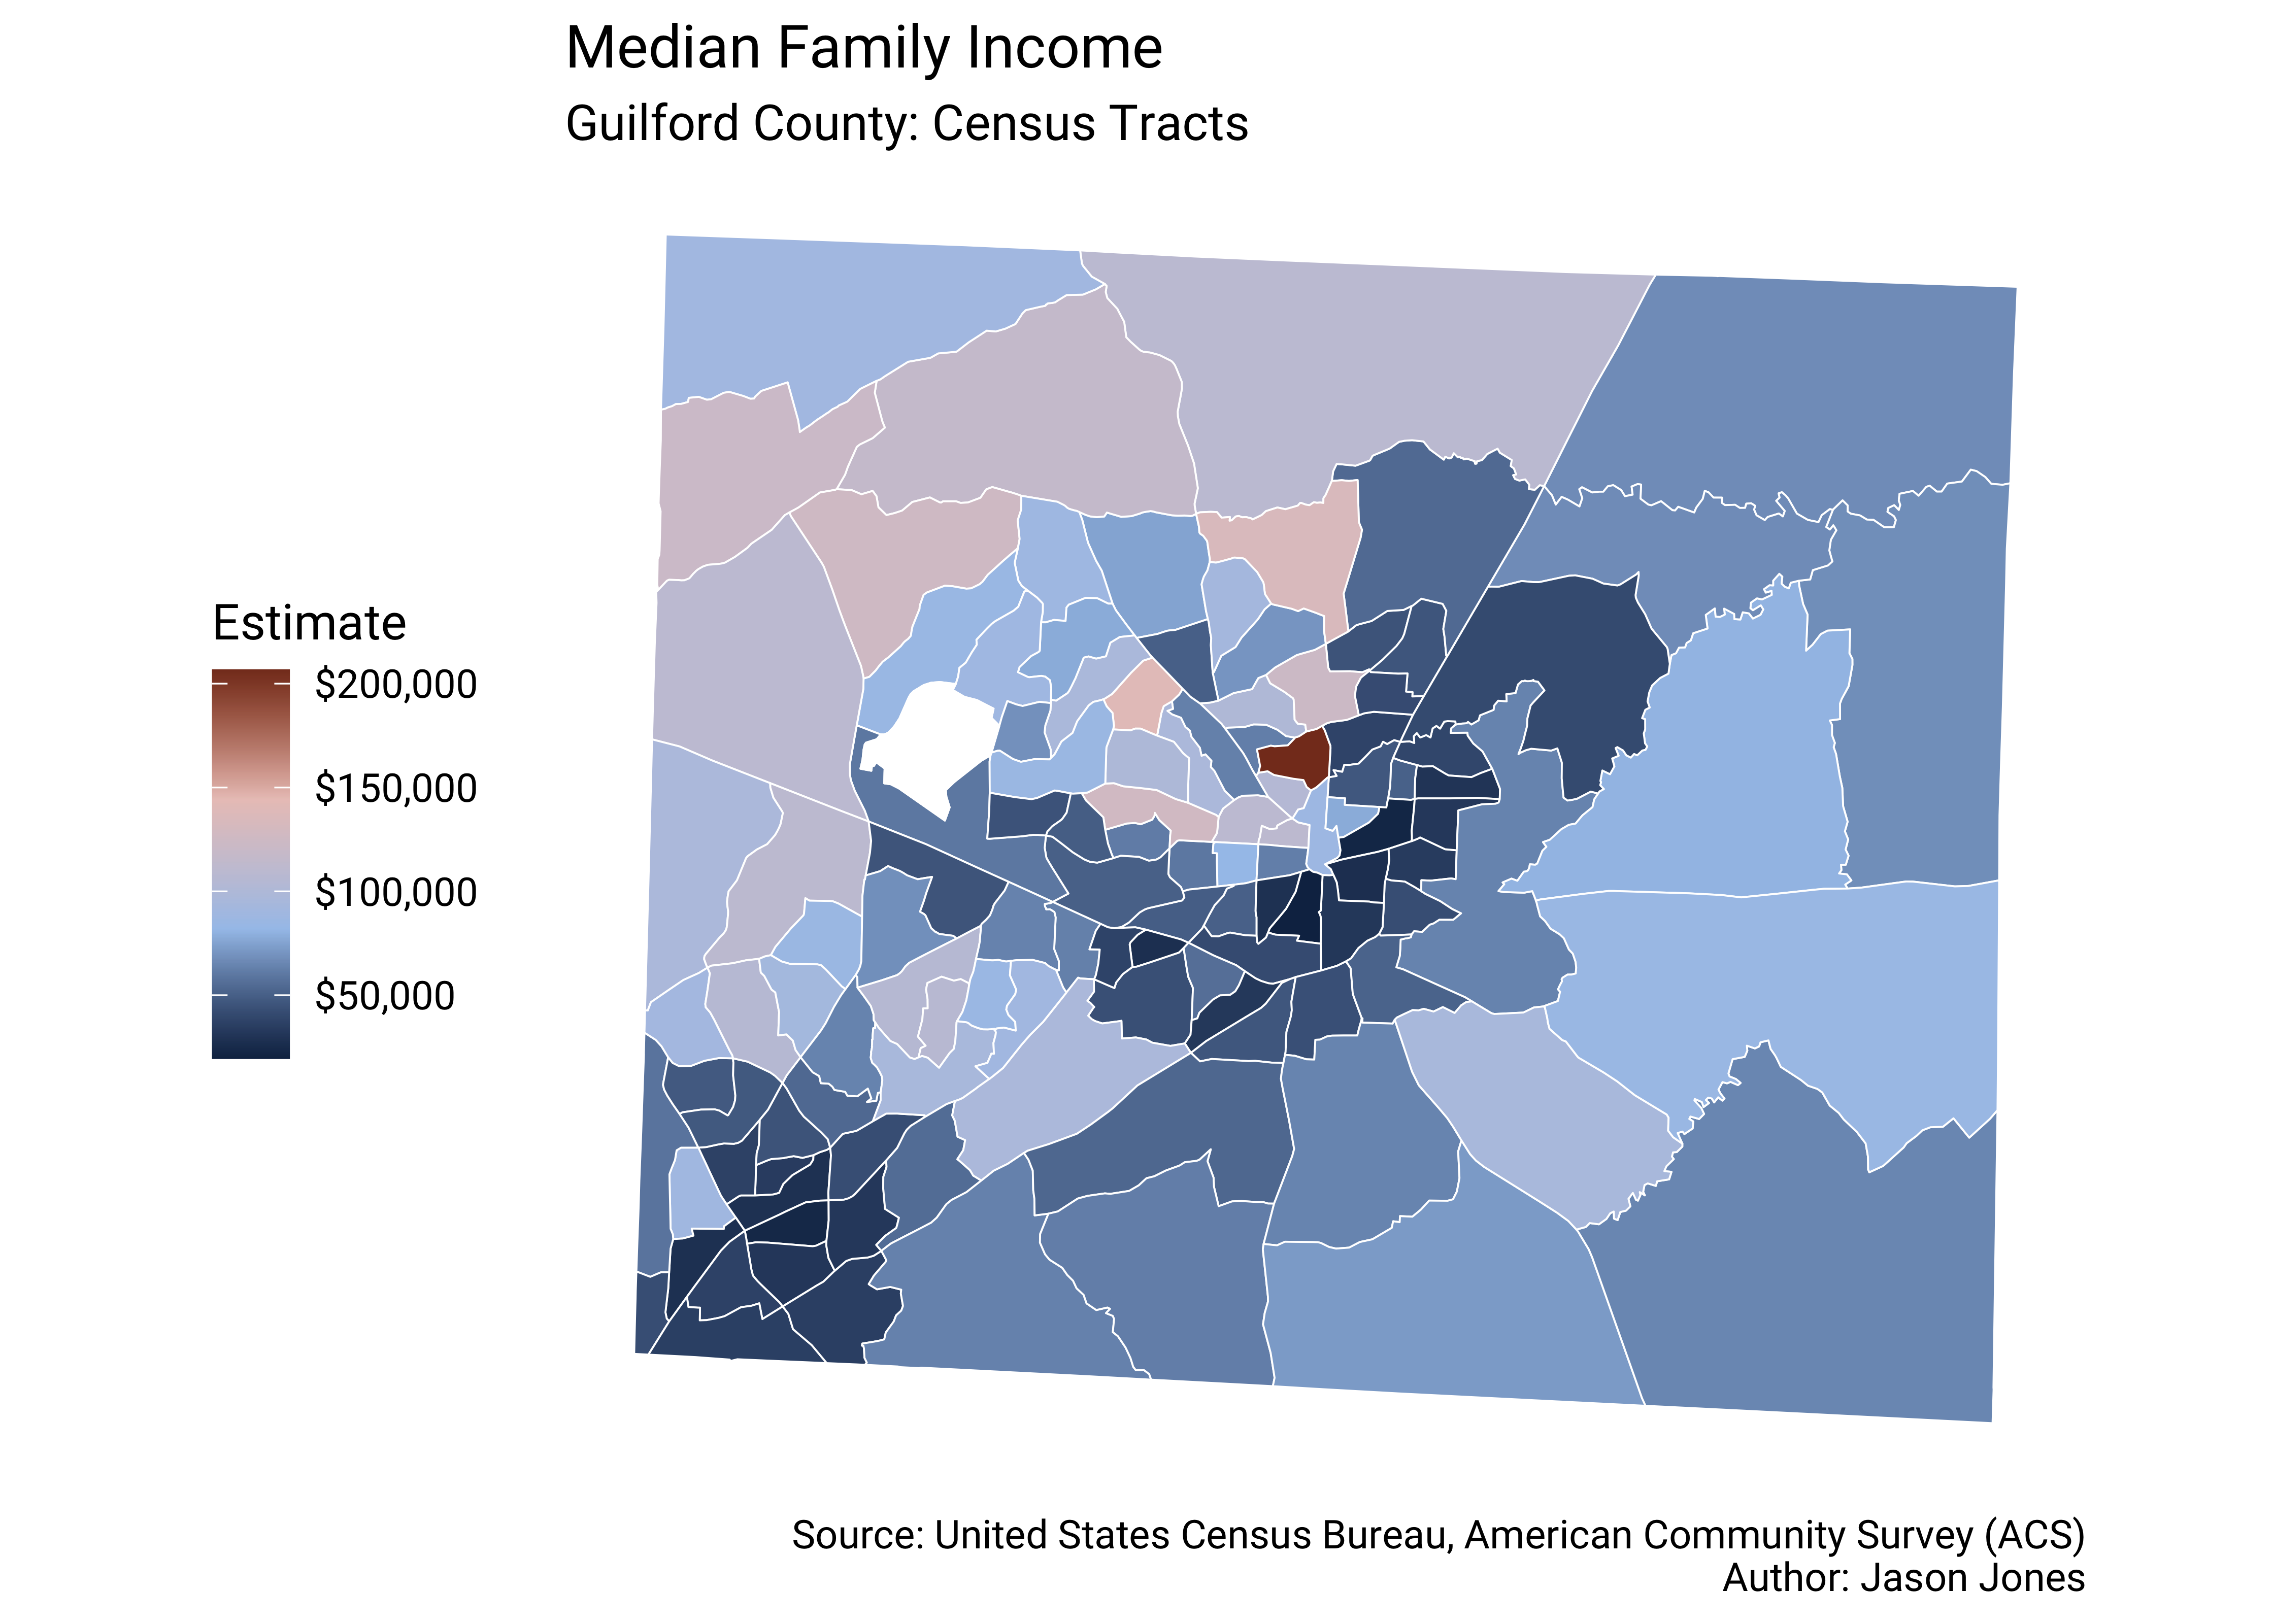 Median Family Income
Guilford County: Census Tracts
Estimate
$200,000
$150,000
$100,000
$50,000
Source: United States Census Bureau, American Community Survey (ACS)
Author: Jason Jones